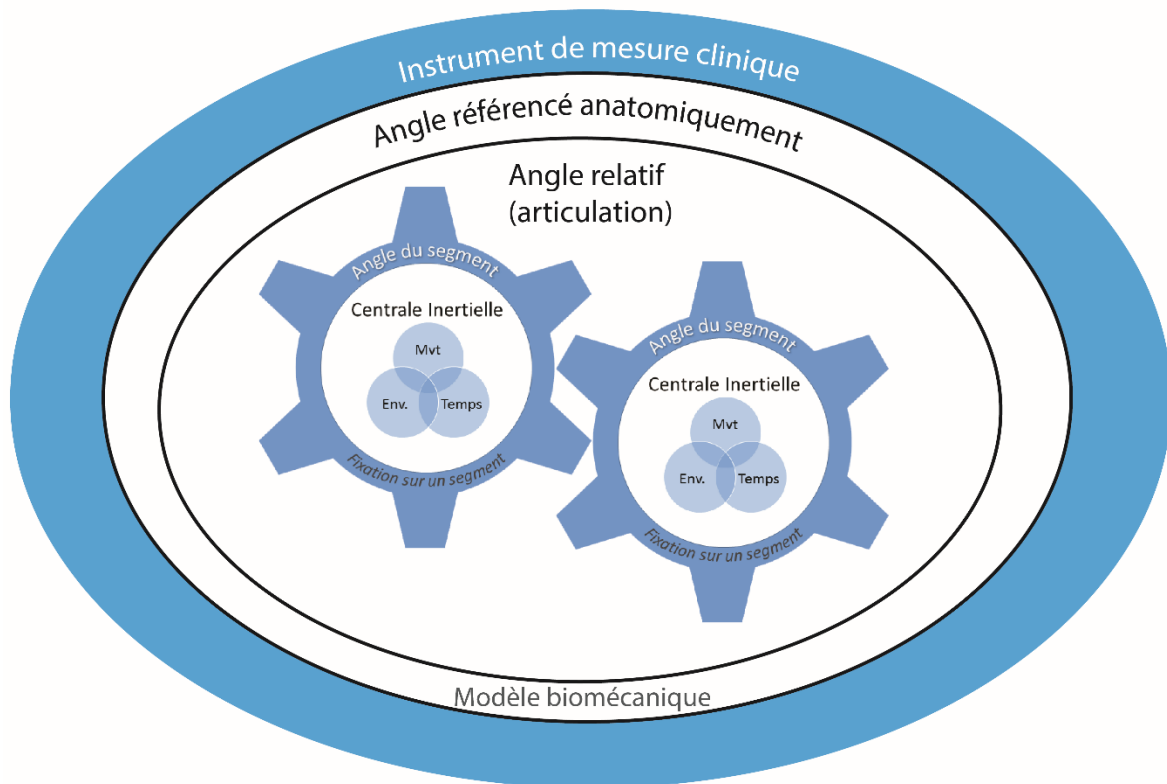 Instrument de mesure clinique
Angle référencé anatomiquement
Angle relatif
(articulation)
Angle du segment
Centrale Inertielle
Mvt
Env.
Temps
Fixation sur un segment
Angle du segment
Centrale Inertielle
Mvt
Env.
Temps
Fixation sur un segment
Modèle biomécanique